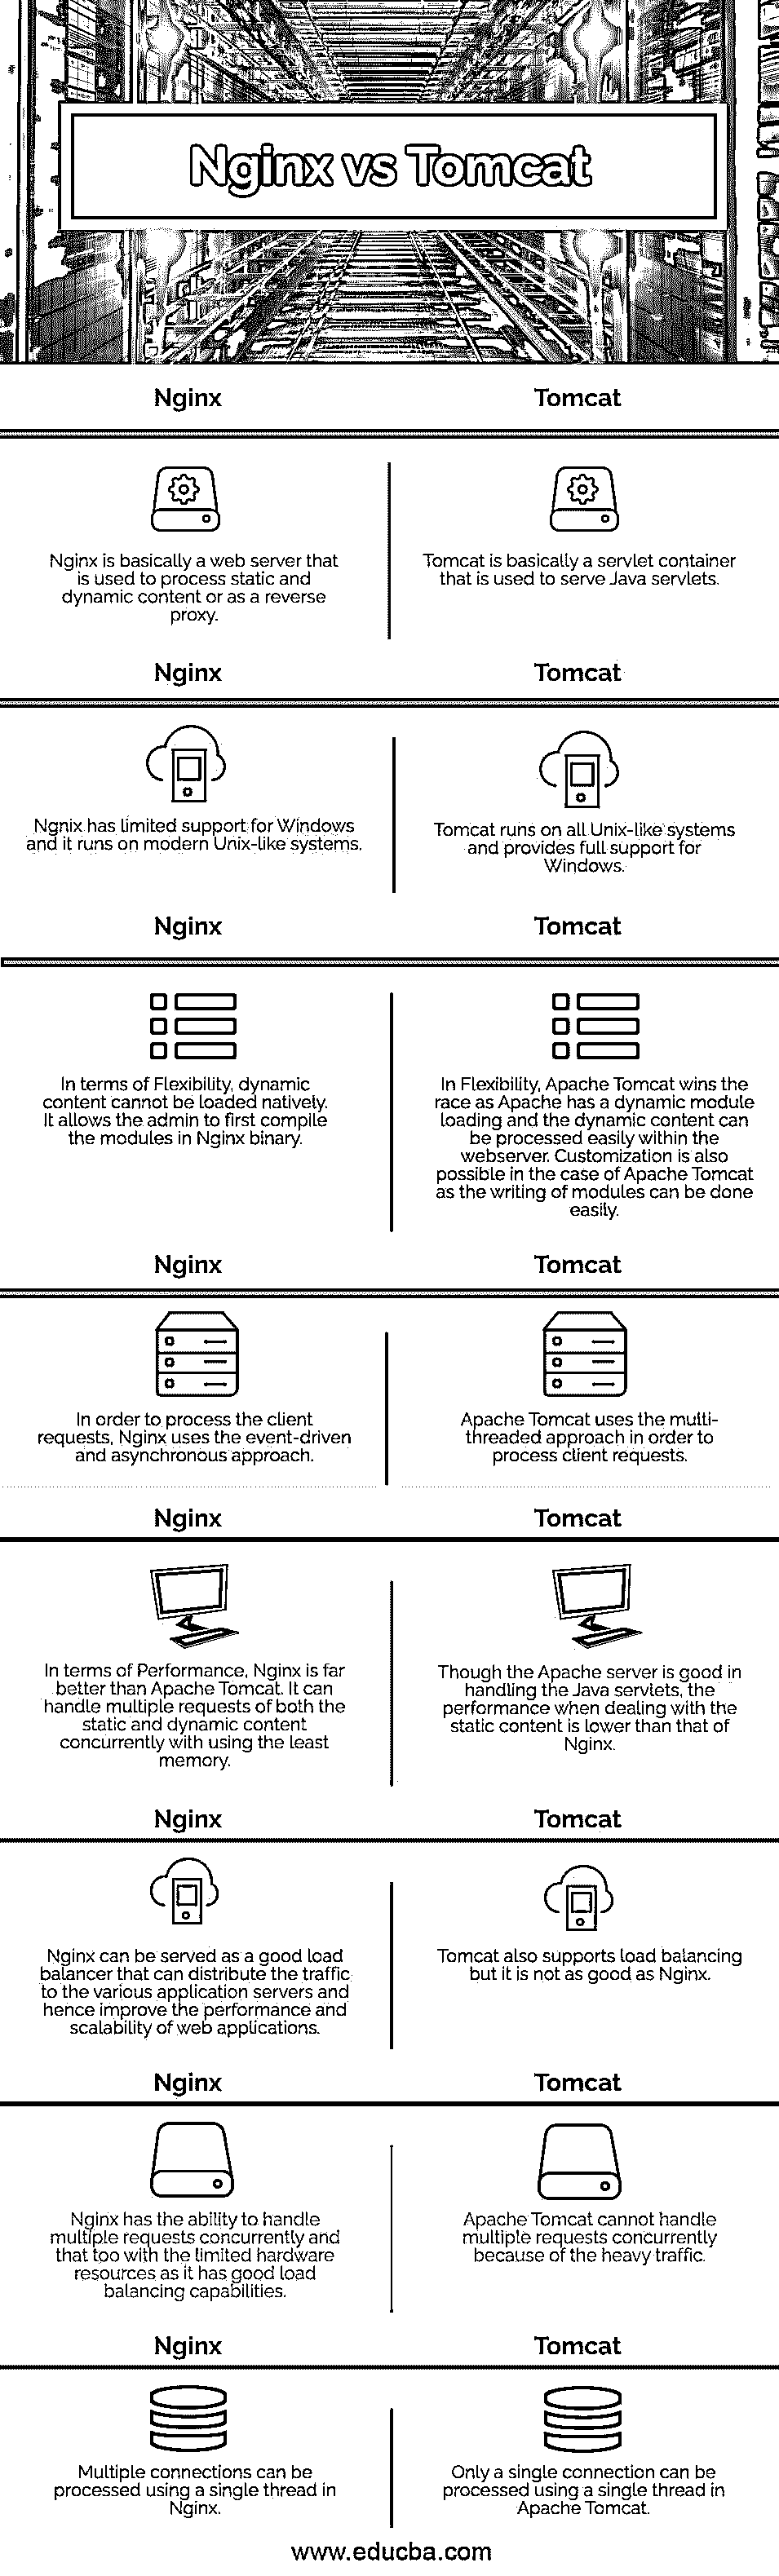 Nginx vs Tomcat
Nginx
Tomcat
Nginx is basically a web server that
is used to process static and
dynamic content or as a reverse
proxy.
Tomcat is basically a servlet container
that is used to serve Java servlets.
Nginx
Tomcat
Ngnix has limited support for Windows
and it runs on modern Unix-like systems.
Tomcat runs on all Unix-like systems
and provides full support for
Windows.
Nginx
Tomcat
In terms of Flexibility, dynamic
content cannot be loaded natively.
It allows the admin to first compile
the modules in Nginx binary.
In Flexibility, Apache Tomcat wins the
race as Apache has a dynamic module
loading and the dynamic content can
be processed easily within the
webserver. Customization is also
possible in the case of Apache Tomcat
as the writing of modules can be done
easily.
Nginx
Tomcat
In order to process the client
requests, Nginx uses the event-driven
and asynchronous approach.
Apache Tomcat uses the multi-
threaded approach in order to
process client requests.
Nginx
Tomcat
In terms of Performance, Nginx is far
better than Apache Tomcat. It can
handle multiple requests of both the
static and dynamic content
concurrently with using the least
memory.
Though the Apache server is good in
handling the Java servlets, the
performance when dealing with the
static content is lower than that of
Nginx.
Nginx
Tomcat
Nginx can be served as a good load
balancer that can distribute the traffic
to the various application servers and
hence improve the performance and
scalability of web applications.
Tomcat also supports load balancing
but it is not as good as Nginx.
Nginx
Tomcat
Nginx has the ability to handle
multiple requests concurrently and
that too with the limited hardware
resources as it has good load
balancing capabilities.
Apache Tomcat cannot handle
multiple requests concurrently
because of the heavy traffic.
Nginx
Tomcat
Multiple connections can be
processed using a single thread in
Nginx.
Only a single connection can be
processed using a single thread in
Apache Tomcat.
www.educba.com